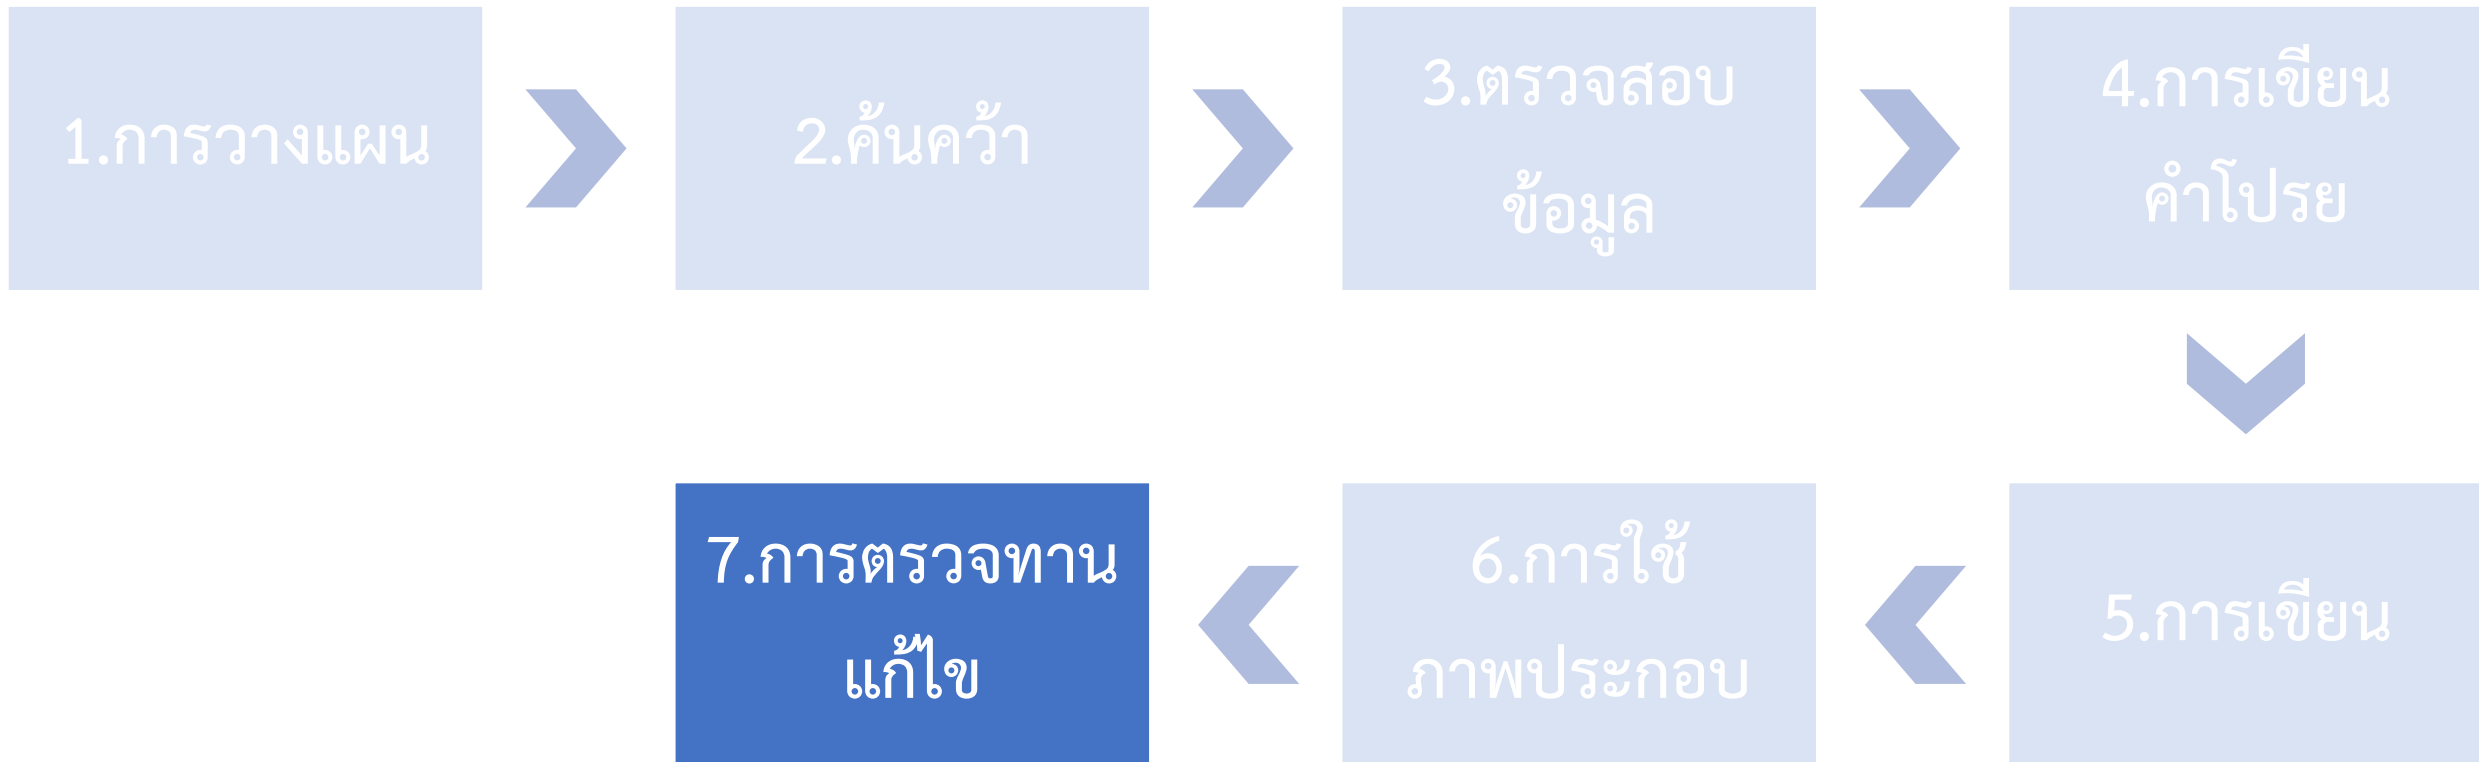 1.การวางแผน
2.ค้นคว้า
3.ตรวจสอบ
ข้อมูล
4.การเขียน
คำโปรย
5.การเขียน
6.การใช้
ภาพประกอบ
7.การตรวจทาน
แก้ไข